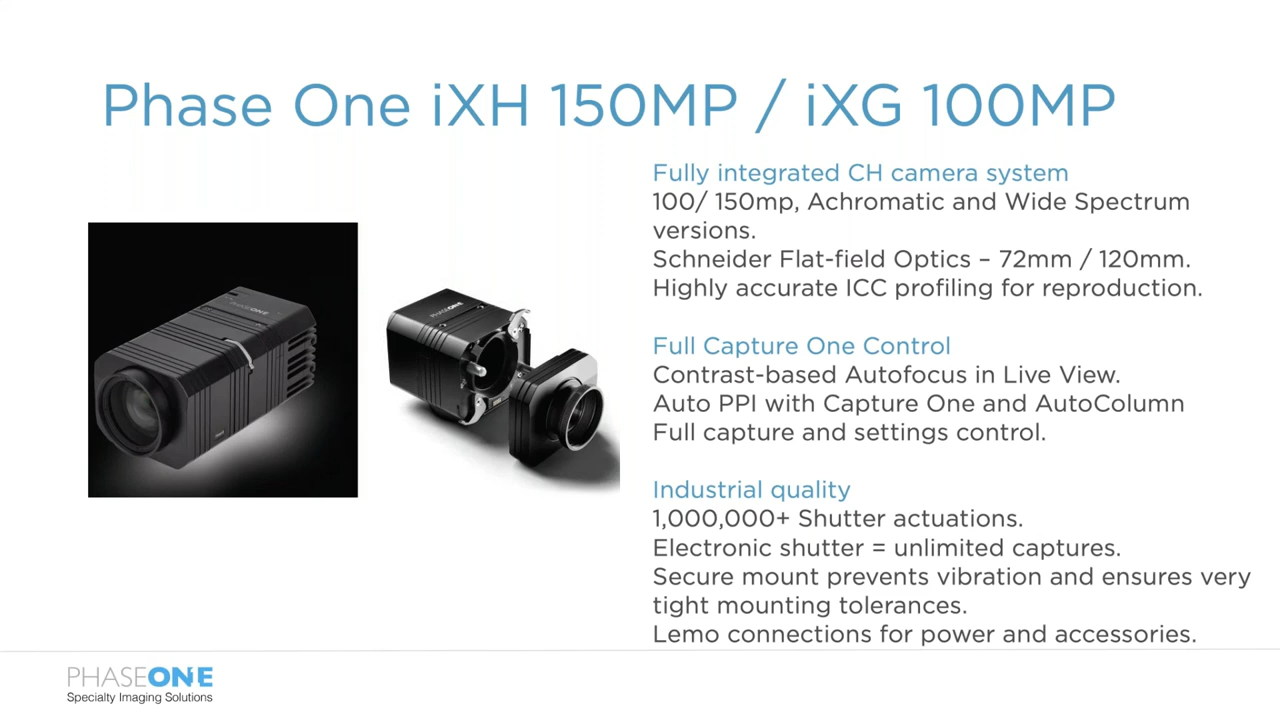 Phase One iXH 150MP / iXG 100MP
Fully integrated CH camera system
100/ 150mp, Achromatic and Wide Spectrum
versions.
Schneider Flat-field Optics – 72mm / 120mm.
Highly accurate ICC profiling for reproduction.
Full Capture One Control
Contrast-based Autofocus in Live View.
Auto PPI with Capture One and AutoColumn
Full capture and settings control.
Industrial quality
1,000,000+ Shutter actuations.
Electronic shutter = unlimited captures.
Secure mount prevents vibration and ensures very
tight mounting tolerances.
Lemo connections for power and accessories.
PHASEONE
PHASEONE
PHASEONE
Specialty Imaging Solutions